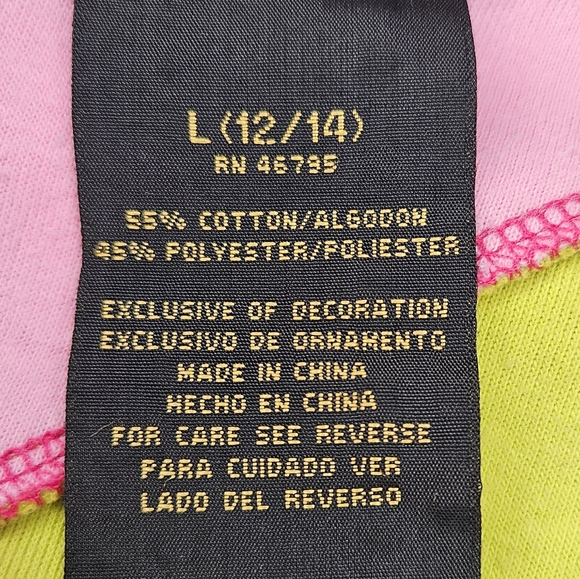 L (12/14)
RN 46795
55% COTTON/ALGODON
45% POLYESTER/POLIESTER
EXCLUSIVE OF DECORATION
EXCLUSIVO DE ORNAMENTO
MADE IN CHINA
HECHO EN CHINA
FOR CARE SEE REVERSE
PARA CUIDADO VER
LADO DEL REVERSO